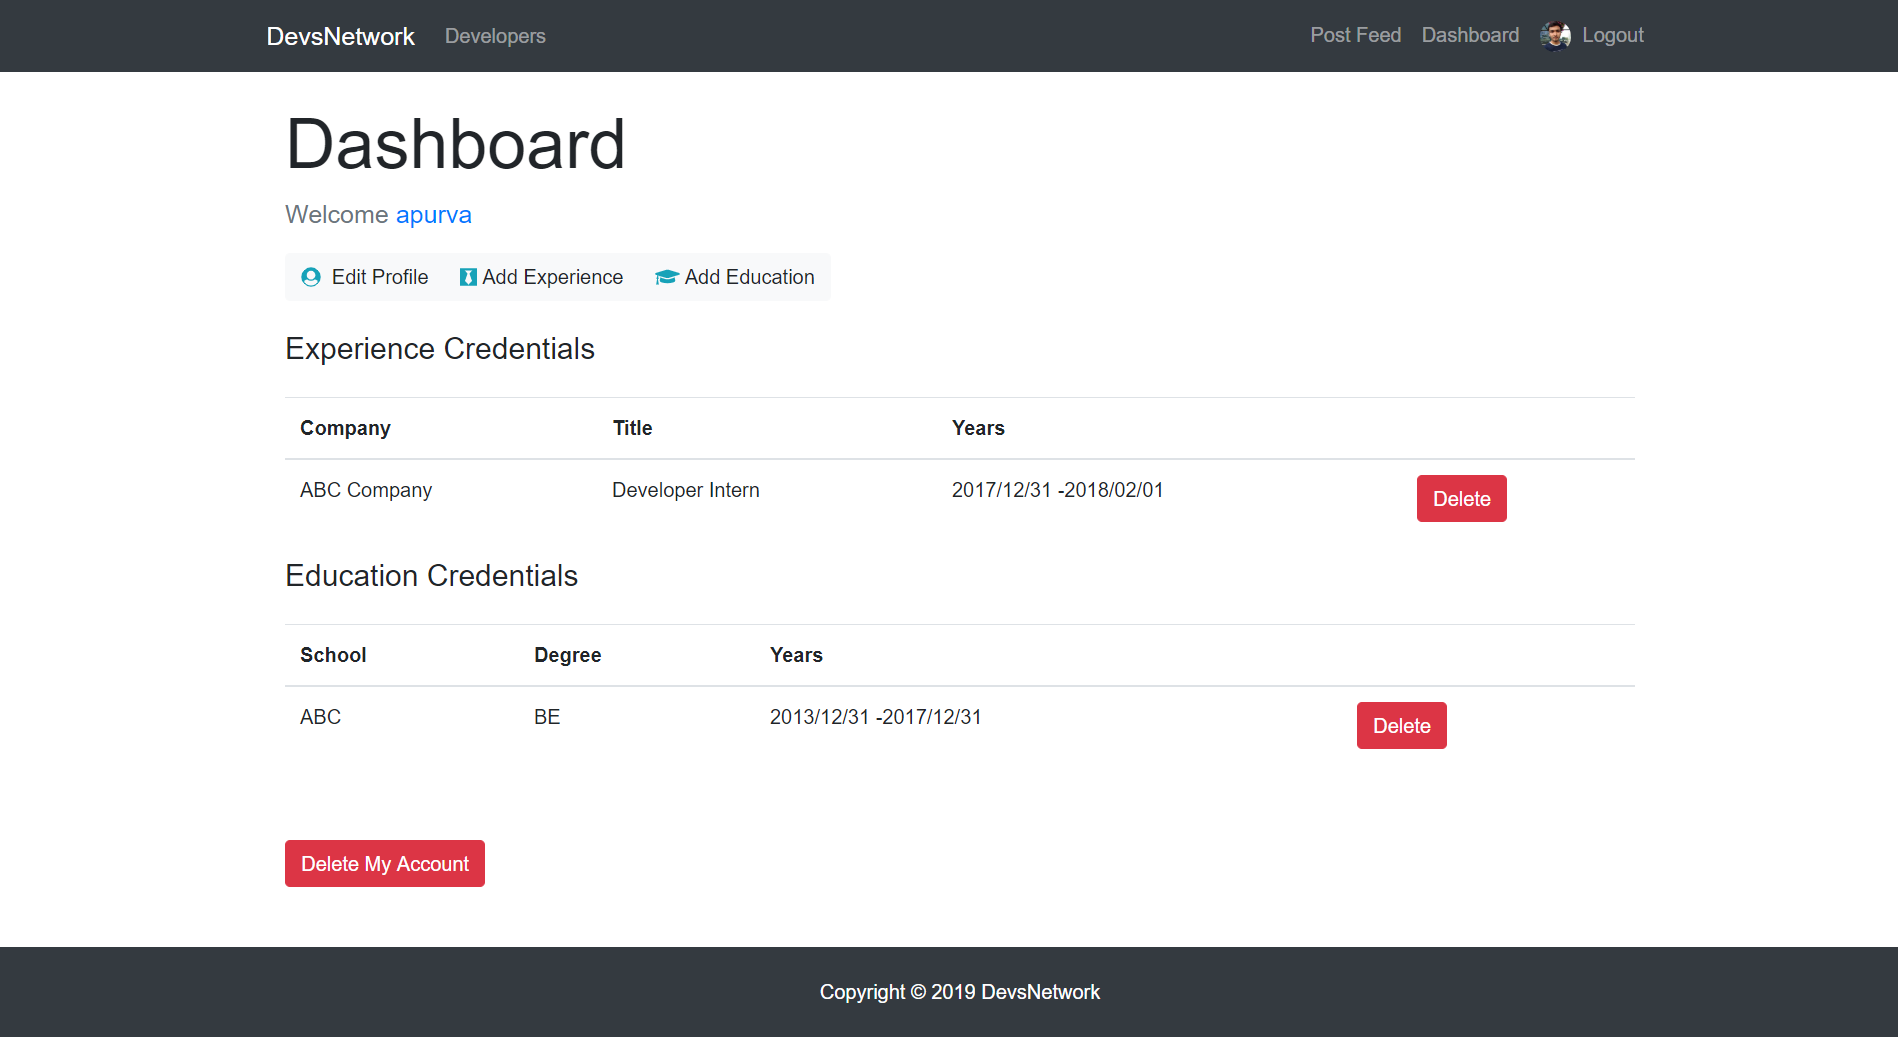 DevsNetwork Developers Post Feed Dashboard Logout
Dashboard
Welcome apurva
Edit Profile Add Experience Add Education
Experience Credentials
Company Title Years
ABC Company Developer Intern 2017/12/31 -2018/02/01 Delete
Education Credentials
School Degree Years
ABC BE 2013/12/31 -2017/12/31 Delete
Delete My Account
Copyright © 2019 DevsNetwork